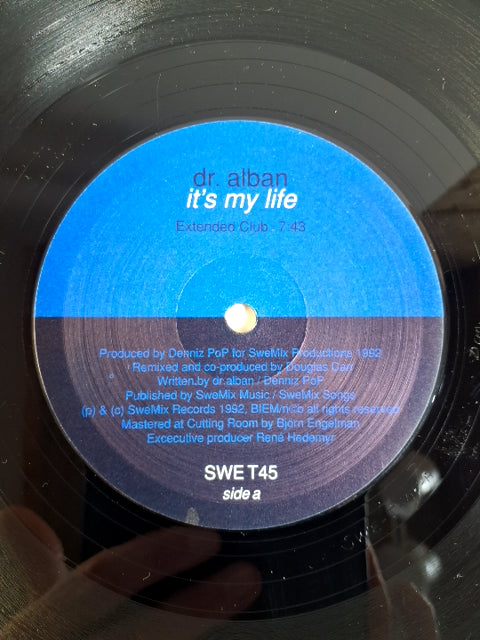 dr. alban
it's my life
Extended Club - 7.43
Produced by Denniz PoP for SweMix Productions 1992
Remixed and co-produced by Douglas Carr
Written by dr.alban / Denniz PoP
Published by SweMix Music / SweMix Songs
(p) & (c) SweMix Records 1992, BIEM/n©b all rights reserved
Mastered at Cutting Room by Björn Engelman
Excecutive producer René Hedemyr
SWE T45
side a